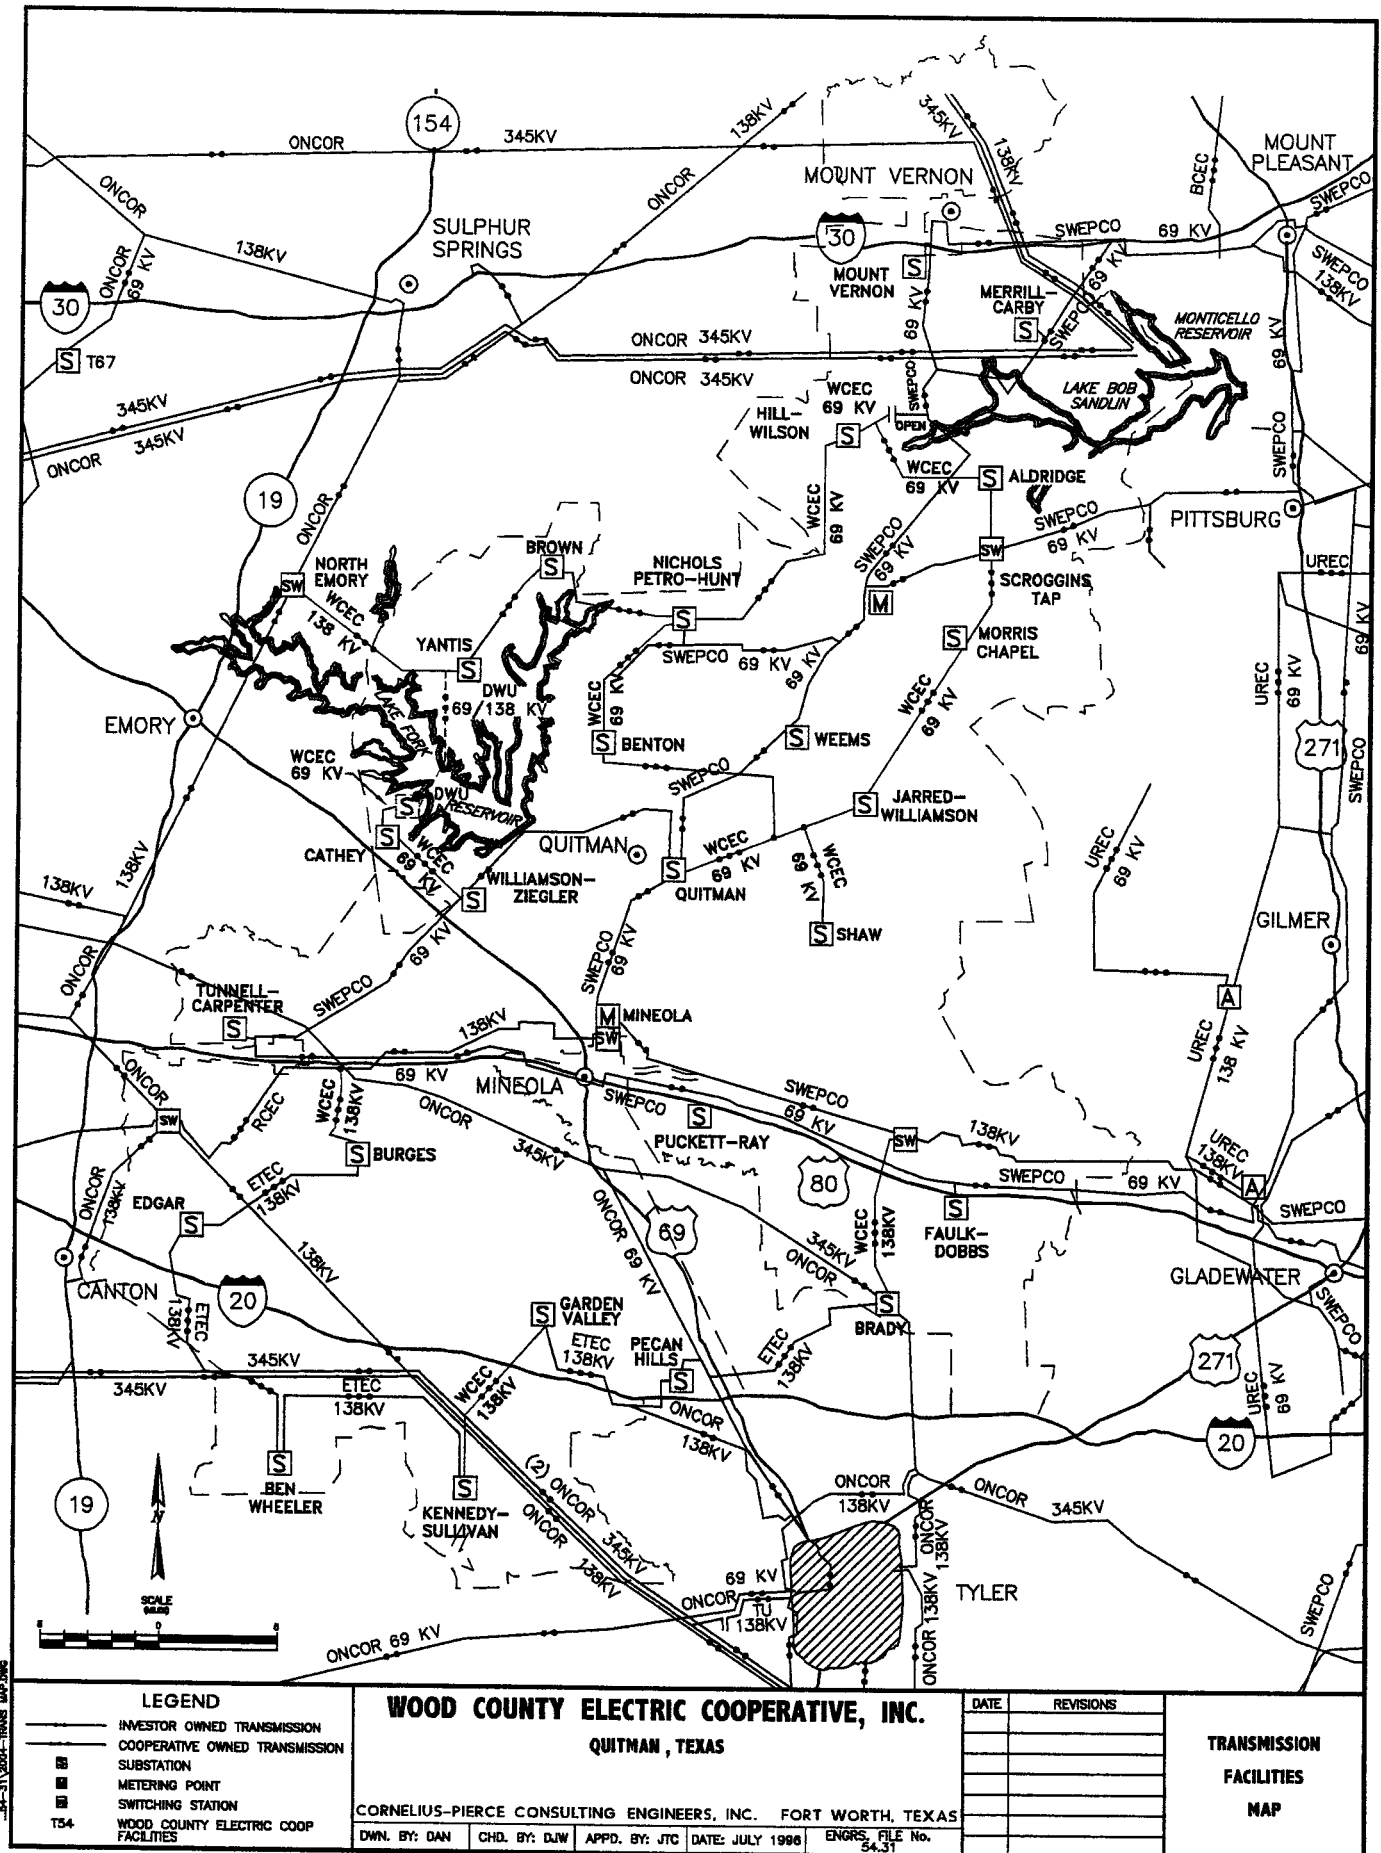 154
ONCOR
345KV
138KV
345KV
138KV
MOUNT
PLEASANT
BCEC
SWEPCO
MOUNT VERNON
ONCOR
ONCOR
SULPHUR
SPRINGS
30
SWEPCO
69 KV
138KV
ONCOR
69 KV
MOUNT
VERNON
S
69 KV
SWEPCO
138KV
30
MERRILL-
CARBY
S
SWEPCO
69 KV
MONTICELLO
RESERVOIR
S
T67
ONCOR
345KV
ONCOR
345KV
69 KV
345KV
345KV
ONCOR
WCEC
69 KV
SWEPCO
OPEN
LAKE BOB
SANDLIN
HILL-
WILSON
S
SWEPCO
WCEC
69 KV
S
ALDRIDGE
19
ONCOR
WCEC
69 KV
SWEPCO
69 KV
SWEPCO
69 KV
PITTSBURG
BROWN
S
NORTH
EMORY
SW
NICHOLS
PETRO-HUNT
S
SW
SCROGGINS
TAP
M
UREC
69 KV
WCEC
138 KV
YANTIS
S
SWEPCO
69 KV
69 KV
S
MORRIS
CHAPEL
UREC
69 KV
DWU
69/138 KV
WCEC
69 KV
WCEC
69 KV
EMORY
LAKE FORK
RESERVOIR
S
BENTON
S
WEEMS
271
WCEC
69 KV
S
DWU
SWEPCO
SWEPCO
S
JARRED-
WILLIAMSON
S
CATHEY
WCEC
69 KV
QUITMAN
WCEC
69 KV
WCEC
69 KV
UREC
69 KV
138KV
138KV
S
WILLIAMSON-
ZIEGLER
S
QUITMAN
S
SHAW
GILMER
ONCOR
SWEPCO
69 KV
SWEPCO
69 KV
A
TUNNELL-
CARPENTER
S
138KV
M
MINEOLA
SW
UREC
138 KV
69 KV
MINEOLA
ONCOR
RCEC
WCEC
138KV
ONCOR
SWEPCO
SWEPCO
69 KV
SW
S
PUCKETT-RAY
SW
138KV
UREC
138KV
S
BURGES
345KV
80
SWEPCO
69 KV
A
SWEPCO
ONCOR
138KV
EDGAR
S
ETEC
138KV
ONCOR 69 KV
69
WCEC
138KV
S
FAULK-
DOBBS
345KV
ONCOR
138KV
CANTON
20
GLADEWATER
ETEC
138KV
S
GARDEN
VALLEY
S
BRADY
SWEPCO
ETEC
138KV
PECAN
HILLS
S
ETEC
138KV
271
345KV
345KV
ETEC
138KV
WCEC
138KV
UREC
69 KV
ONCOR
138KV
20
S
BEN
WHEELER
19
N
S
KENNEDY-
SULLIVAN
(2) ONCOR
345KV
ONCOR
138KV
ONCOR
138KV
ONCOR
345KV
ONCOR
138KV
69 KV
ONCOR
TU
138KV
TYLER
138KV
ONCOR
SWEPCO
ONCOR 69 KV
SCALE
(MILES)
LEGEND
INVESTOR OWNED TRANSMISSION
COOPERATIVE OWNED TRANSMISSION
SUBSTATION
METERING POINT
SWITCHING STATION
T54 WOOD COUNTY ELECTRIC COOP
FACILITIES
WOOD COUNTY ELECTRIC COOPERATIVE, INC.
QUITMAN , TEXAS
CORNELIUS-PIERCE CONSULTING ENGINEERS, INC. FORT WORTH, TEXAS
DWN. BY: DAN
CHD. BY: DJW
APPD. BY: JTC
DATE: JULY 1996
ENGRS. FILE No.
54.31
DATE
REVISIONS
TRANSMISSION
FACILITIES
MAP